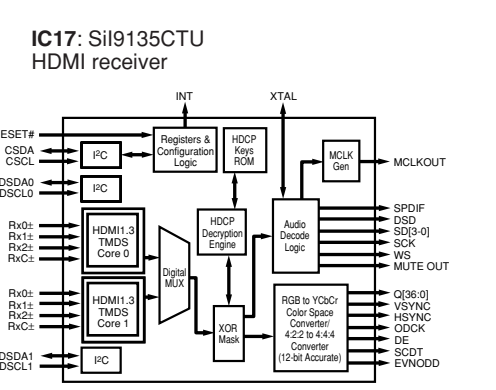 IC17: SiI9135CTU
HDMI receiver
INT
XTAL
ESET#
CSDA
CSCL
I²C
Registers &
Configuration
Logic
HDCP
Keys
ROM
MCLK
Gen
MCLKOUT
DSDA0
DSCL0
I²C
Rx0±
Rx1±
Rx2±
RxC±
HDMI1.3
TMDS
Core 0
HDCP
Decryption
Engine
Audio
Decode
Logic
SPDIF
DSD
SD[3-0]
SCK
WS
MUTE OUT
Digital
MUX
Rx0±
Rx1±
Rx2±
RxC±
HDMI1.3
TMDS
Core 1
XOR
Mask
RGB to YCbCr
Color Space
Converter/
4:2:2 to 4:4:4
Converter
(12-bit Accurate)
Q[36:0]
VSYNC
HSYNC
ODCK
DE
SCDT
EVNODD
DSDA1
DSCL1
I²C